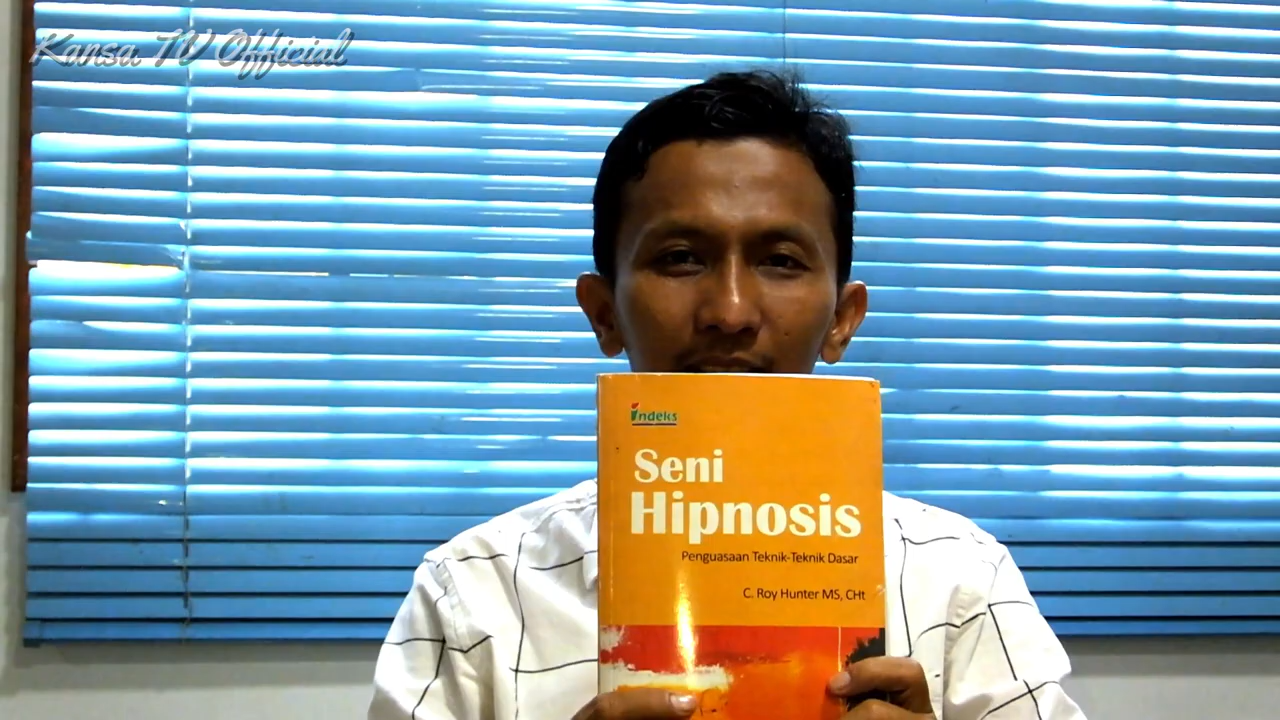 Kansa TV Official
indeks
Seni
Hipnosis
Penguasaan Teknik-Teknik Dasar
C. Roy Hunter MS, CHt